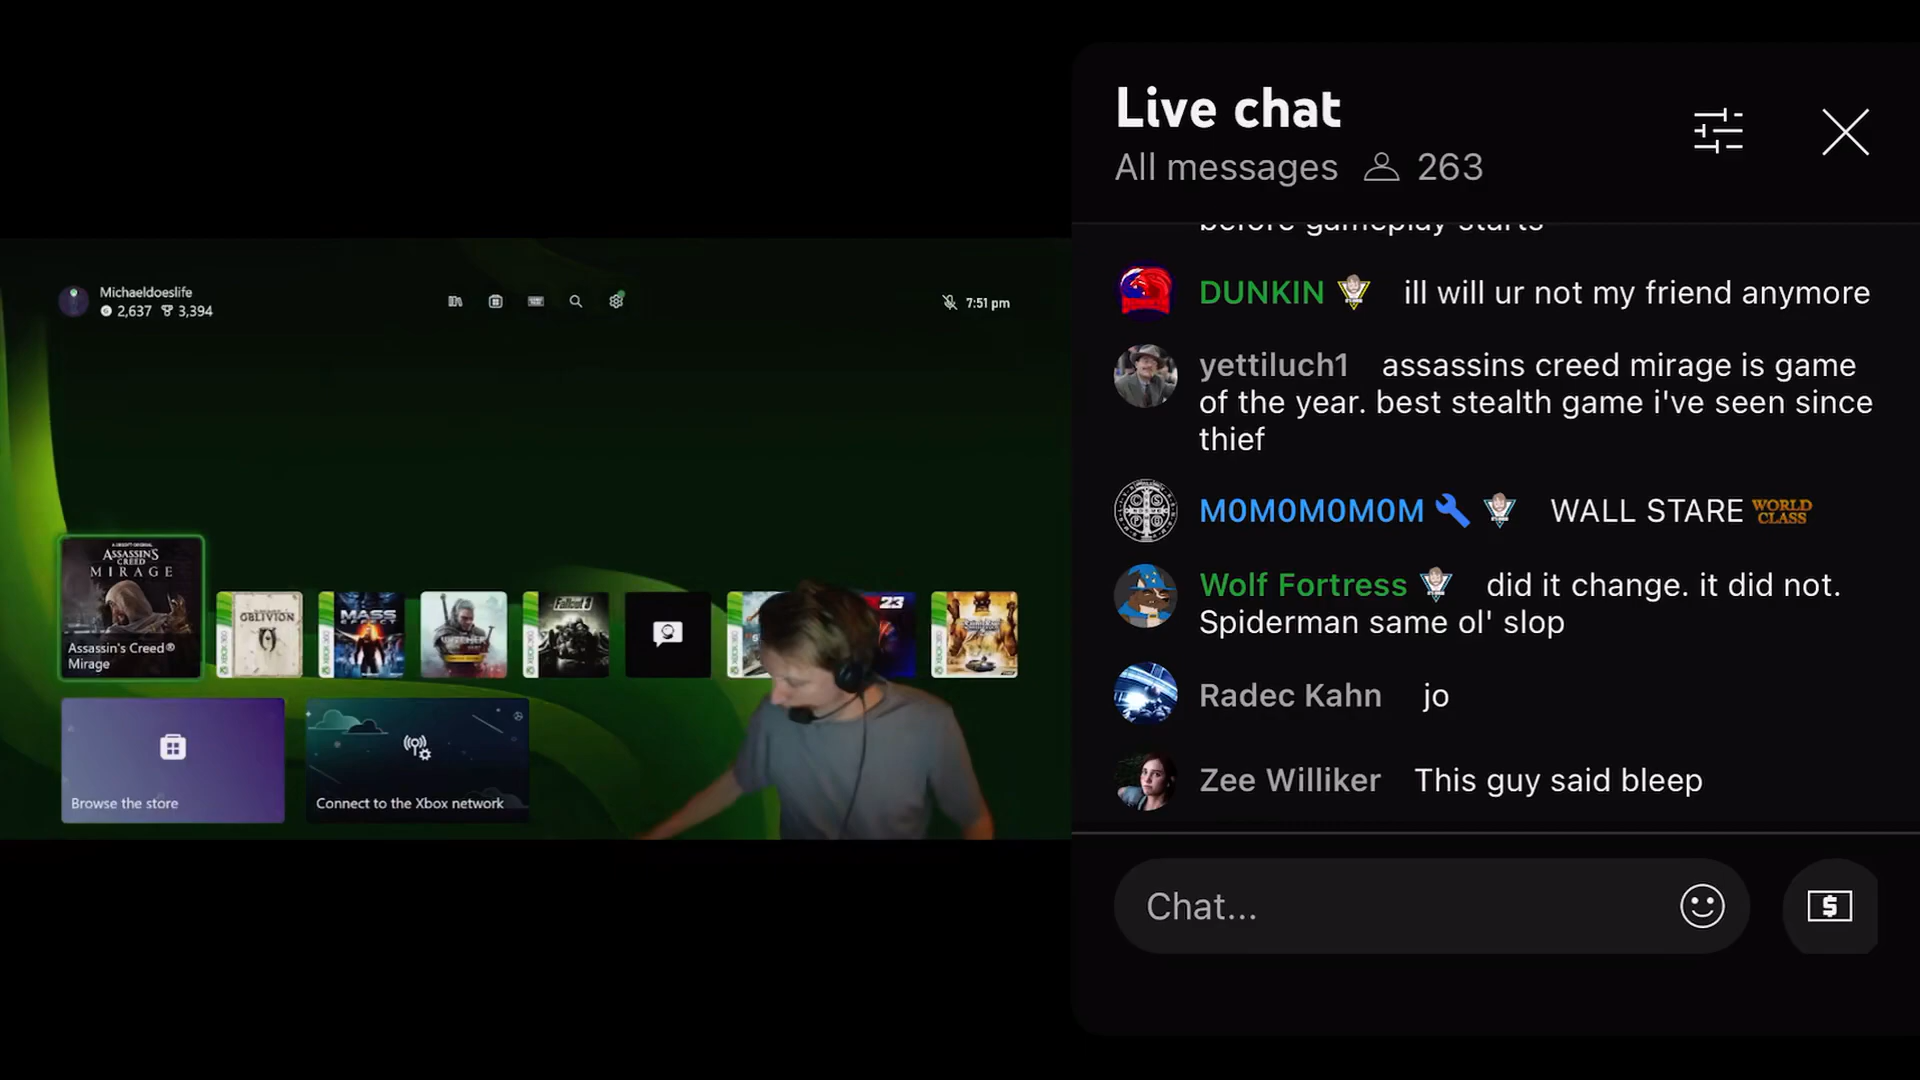 Michaeldoeslife
2,637 3,394
7:51 pm
ASSASSIN'S
CREED
MIRAGE
Assassin's Creed®
Mirage
OBLIVION
MASS
23
XBOX
Browse the store
Connect to the Xbox network
Live chat
All messages 263
before gameplay starts
DUNKIN ill will ur not my friend anymore
yettiluch1 assassins creed mirage is game
of the year. best stealth game i've seen since
thief
M0M0M0M0M WALL STARE WORLD CLASS
Wolf Fortress did it change. it did not.
Spiderman same ol' slop
Radec Kahn jo
Zee Williker This guy said bleep
Chat...